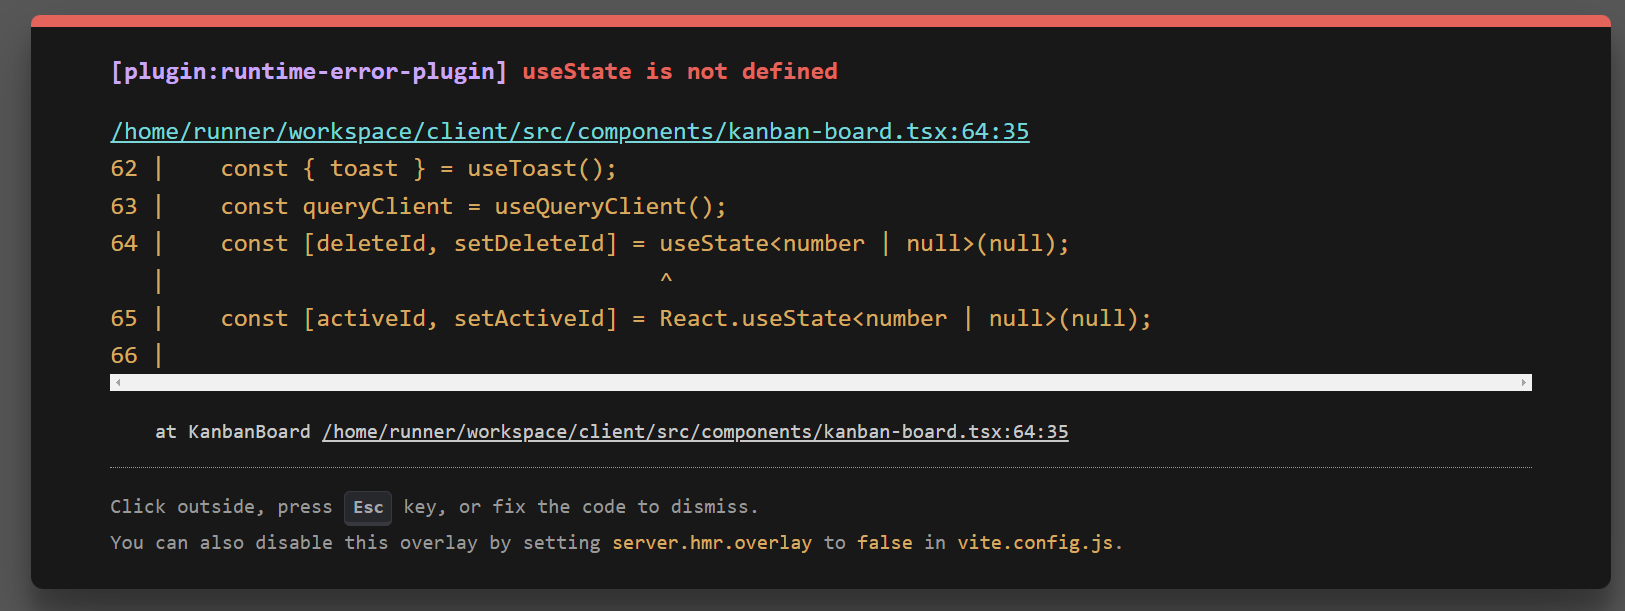 [plugin:runtime-error-plugin] useState is not defined
/home/runner/workspace/client/src/components/kanban-board.tsx:64:35
62 |    const { toast } = useToast();
63 |    const queryClient = useQueryClient();
64 |    const [deleteId, setDeleteId] = useState<number | null>(null);
   |                                    ^
65 |    const [activeId, setActiveId] = React.useState<number | null>(null);
66 |
at KanbanBoard /home/runner/workspace/client/src/components/kanban-board.tsx:64:35
Click outside, press Esc key, or fix the code to dismiss.
You can also disable this overlay by setting server.hmr.overlay to false in vite.config.js.